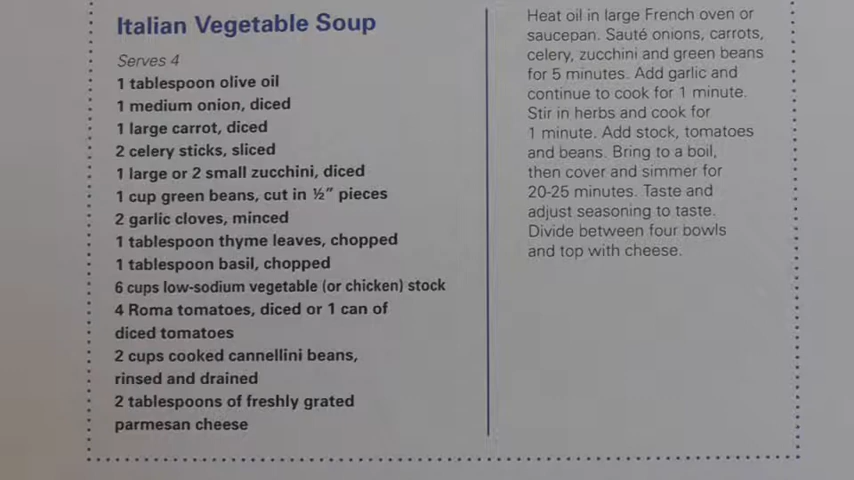 Italian Vegetable Soup
Serves 4
1 tablespoon olive oil
1 medium onion, diced
1 large carrot, diced
2 celery sticks, sliced
1 large or 2 small zucchini, diced
1 cup green beans, cut in ½” pieces
2 garlic cloves, minced
1 tablespoon thyme leaves, chopped
1 tablespoon basil, chopped
6 cups low-sodium vegetable (or chicken) stock
4 Roma tomatoes, diced or 1 can of
diced tomatoes
2 cups cooked cannellini beans,
rinsed and drained
2 tablespoons of freshly grated
parmesan cheese
Heat oil in large French oven or
saucepan. Sauté onions, carrots,
celery, zucchini and green beans
for 5 minutes. Add garlic and
continue to cook for 1 minute.
Stir in herbs and cook for
1 minute. Add stock, tomatoes
and beans. Bring to a boil,
then cover and simmer for
20-25 minutes. Taste and
adjust seasoning to taste.
Divide between four bowls
and top with cheese.